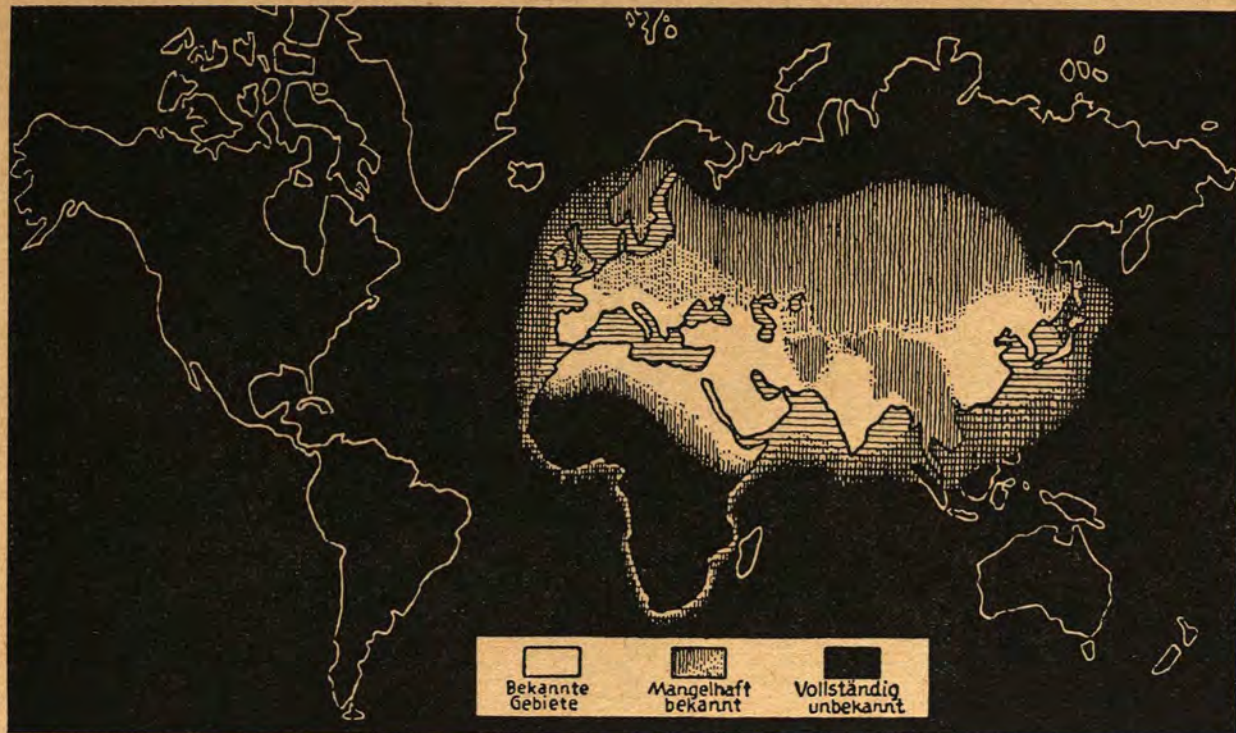 Bekannte
Gebiete
Mangelhaft
bekannt
Vollständig
unbekannt